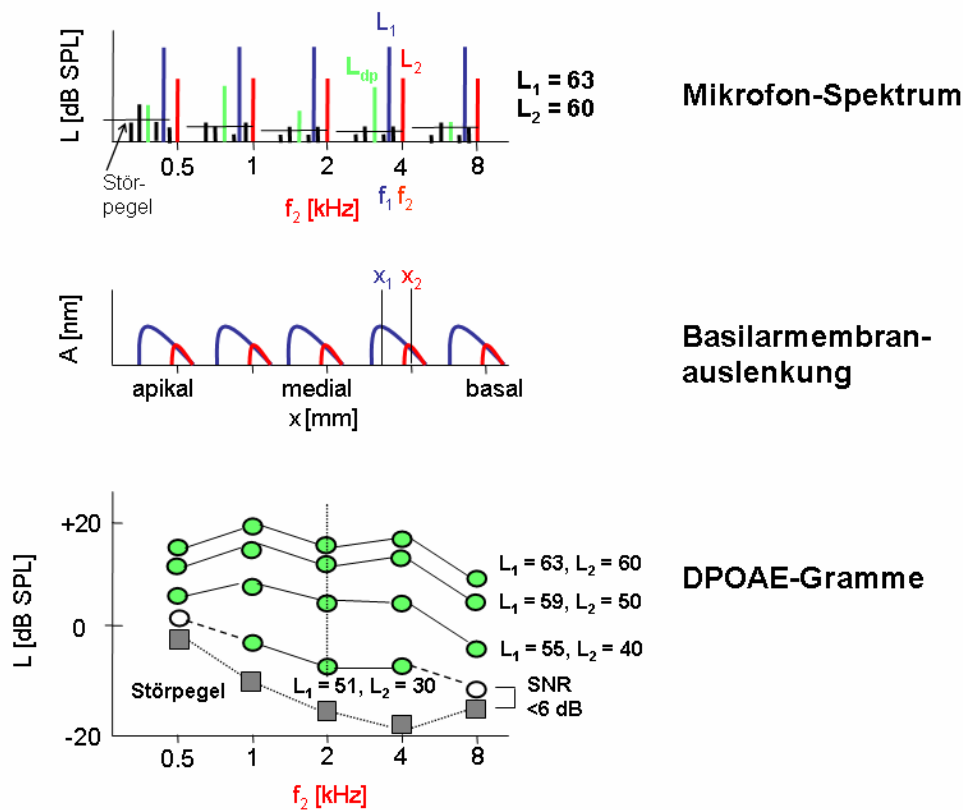 L [dB SPL]
L1
L2
Ldp
L1 = 63
L2 = 60
Mikrofon-Spektrum
Stör-
pegel
0.5 1 2 4 8
f2 [kHz]
f1 f2
A [nm]
x1 x2
Basilarmembran-
auslenkung
apikal medial basal
x [mm]
L [dB SPL]
+20
0
-20
L1 = 63, L2 = 60
L1 = 59, L2 = 50
L1 = 55, L2 = 40
L1 = 51, L2 = 30
DPOAE-Gramme
Störpegel
SNR
<6 dB
0.5 1 2 4 8
f2 [kHz]